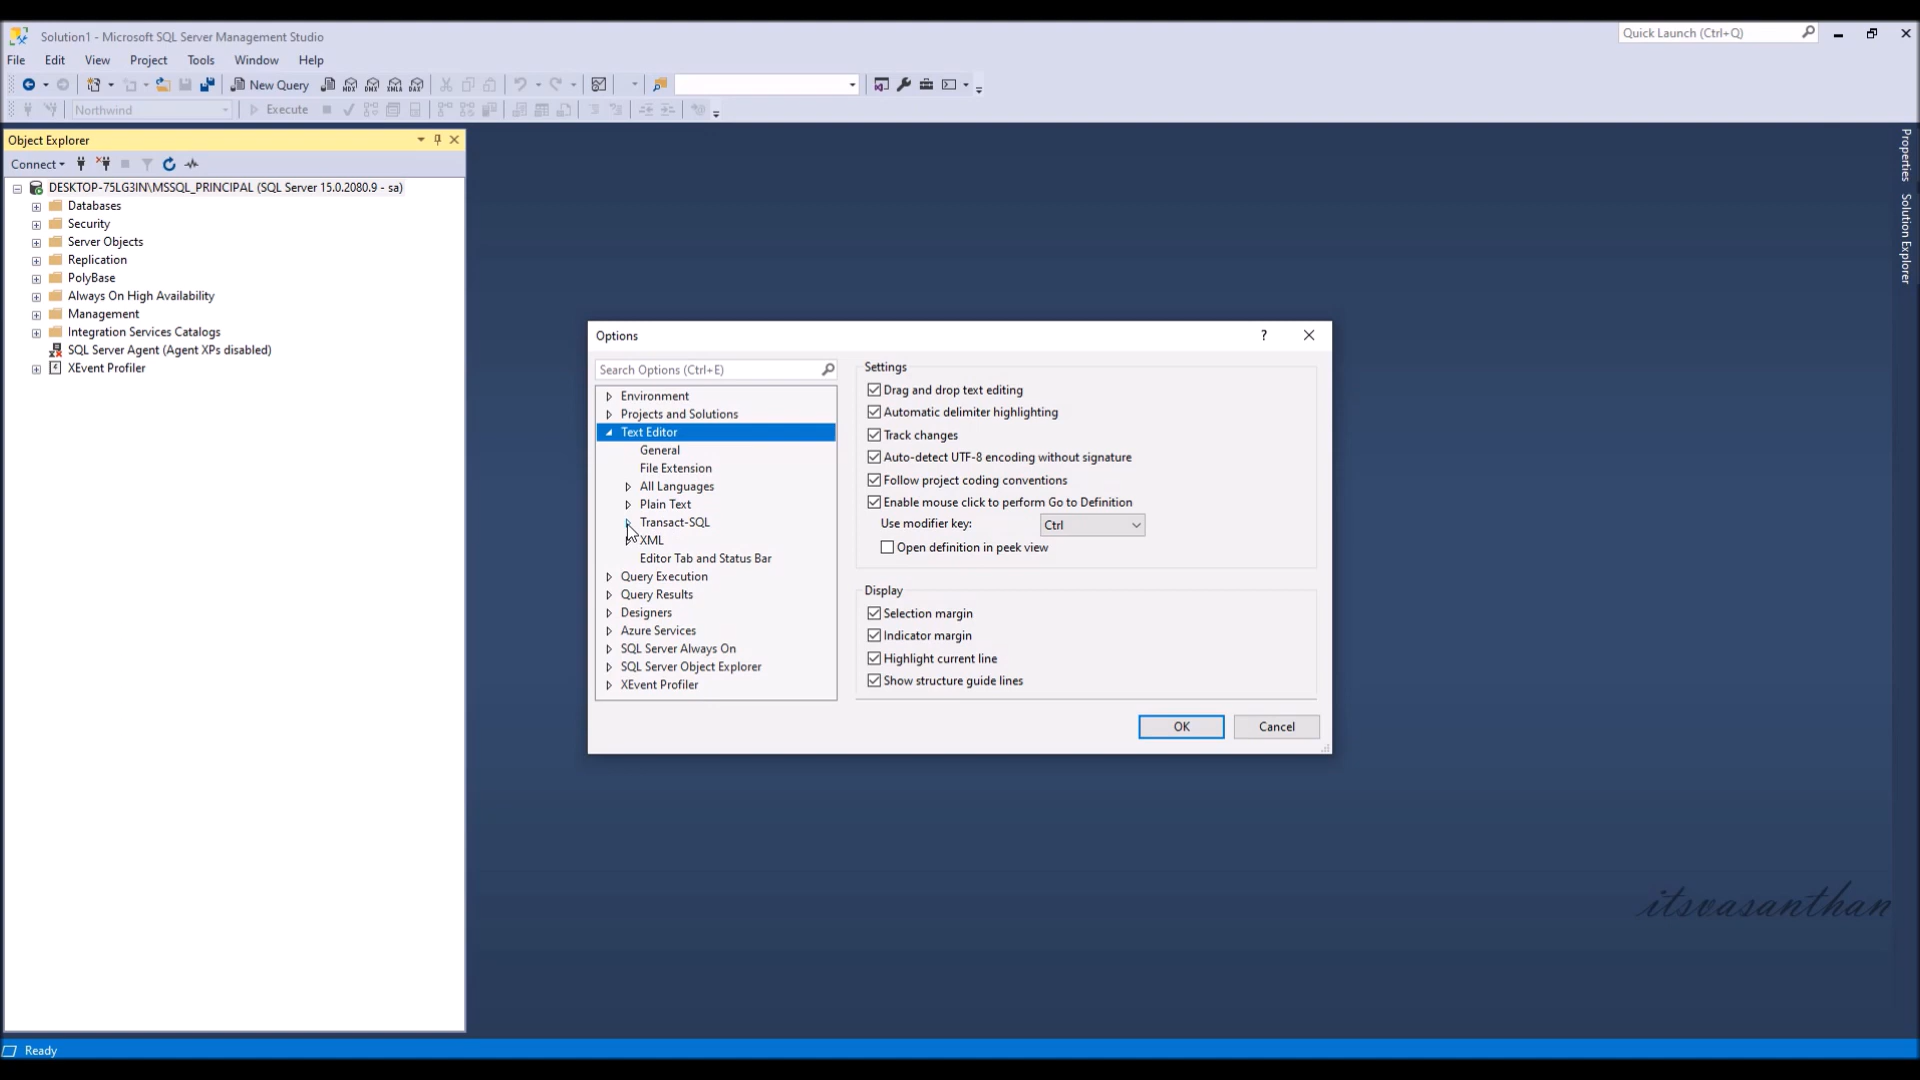 Solution1 - Microsoft SQL Server Management Studio
Quick Launch (Ctrl+Q)
File Edit View Project Tools Window Help
New Query MDX DMX XMLA DAX
Northwind Execute
Object Explorer
Connect
DESKTOP-75LG3IN\MSSQL_PRINCIPAL (SQL Server 15.0.2080.9 - sa)
Databases
Security
Server Objects
Replication
PolyBase
Always On High Availability
Management
Integration Services Catalogs
SQL Server Agent (Agent XPs disabled)
XEvent Profiler
Options
Search Options (Ctrl+E)
Environment
Projects and Solutions
Text Editor
General
File Extension
All Languages
Plain Text
Transact-SQL
XML
Editor Tab and Status Bar
Query Execution
Query Results
Designers
Azure Services
SQL Server Always On
SQL Server Object Explorer
XEvent Profiler
Settings
Drag and drop text editing
Automatic delimiter highlighting
Track changes
Auto-detect UTF-8 encoding without signature
Follow project coding conventions
Enable mouse click to perform Go to Definition
Use modifier key: Ctrl
Open definition in peek view
Display
Selection margin
Indicator margin
Highlight current line
Show structure guide lines
OK Cancel
Properties
Solution Explorer
itsvasanthan
Ready